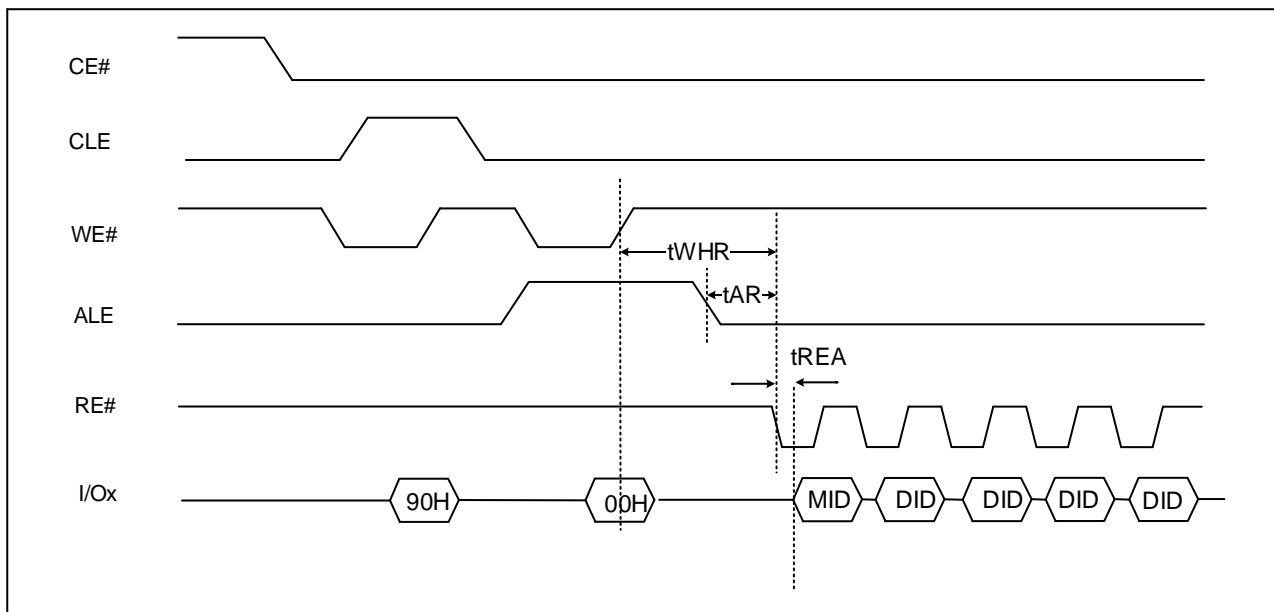 CE#
CLE
WE#
tWHR
tAR
ALE
tREA
RE#
I/Ox
90H
00H
MID
DID
DID
DID
DID